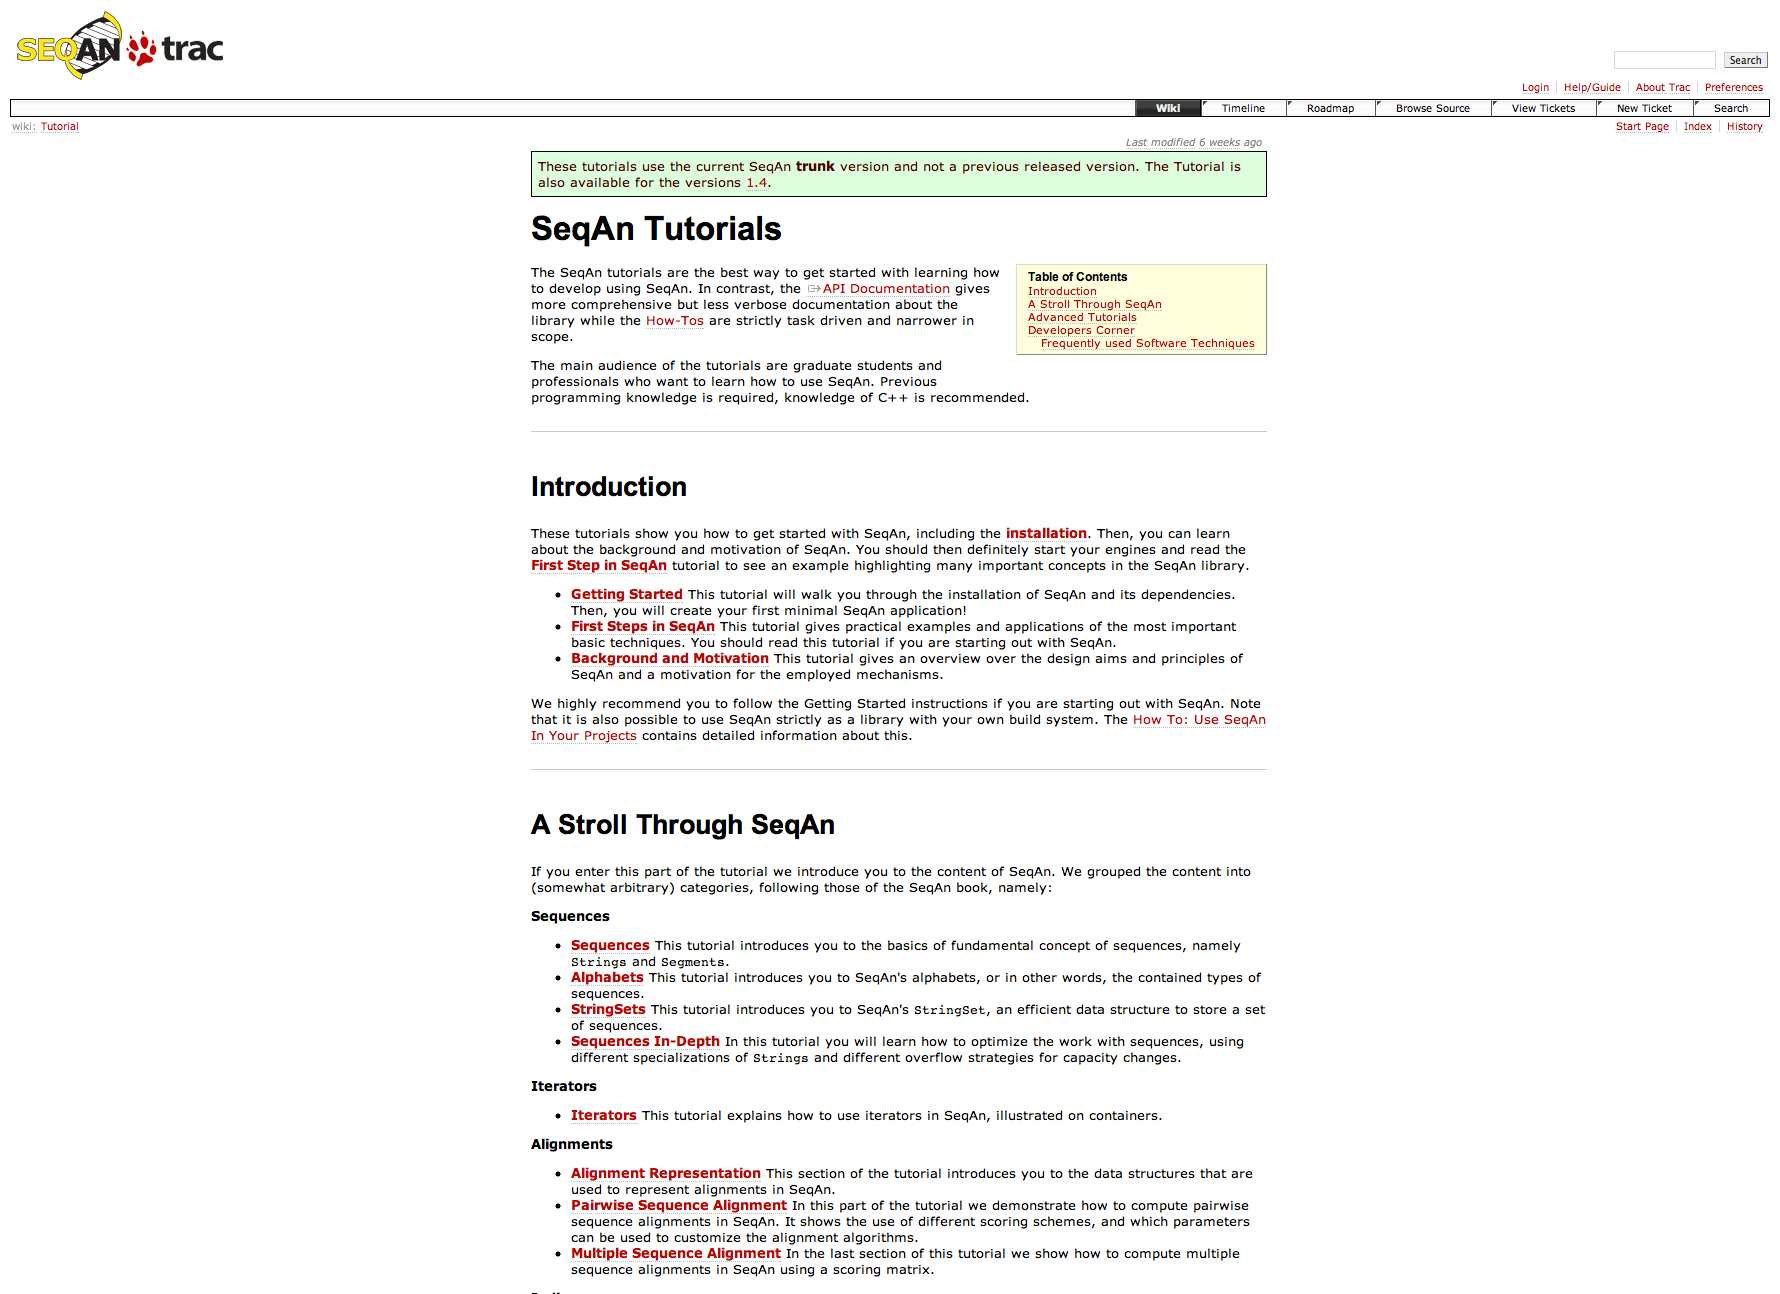 SEQAN trac
Search
Login Help/Guide About Trac Preferences
Wiki Timeline Roadmap Browse Source View Tickets New Ticket Search
wiki: Tutorial
Start Page Index History
Last modified 6 weeks ago
These tutorials use the current SeqAn trunk version and not a previous released version. The Tutorial is
also available for the versions 1.4.
SeqAn Tutorials
The SeqAn tutorials are the best way to get started with learning how
to develop using SeqAn. In contrast, the API Documentation gives
more comprehensive but less verbose documentation about the
library while the How-Tos are strictly task driven and narrower in
scope.
Table of Contents
Introduction
A Stroll Through SeqAn
Advanced Tutorials
Developers Corner
Frequently used Software Techniques
The main audience of the tutorials are graduate students and
professionals who want to learn how to use SeqAn. Previous
programming knowledge is required, knowledge of C++ is recommended.
Introduction
These tutorials show you how to get started with SeqAn, including the installation. Then, you can learn
about the background and motivation of SeqAn. You should then definitely start your engines and read the
First Step in SeqAn tutorial to see an example highlighting many important concepts in the SeqAn library.
• Getting Started This tutorial will walk you through the installation of SeqAn and its dependencies.
Then, you will create your first minimal SeqAn application!
• First Steps in SeqAn This tutorial gives practical examples and applications of the most important
basic techniques. You should read this tutorial if you are starting out with SeqAn.
• Background and Motivation This tutorial gives an overview over the design aims and principles of
SeqAn and a motivation for the employed mechanisms.
We highly recommend you to follow the Getting Started instructions if you are starting out with SeqAn. Note
that it is also possible to use SeqAn strictly as a library with your own build system. The How To: Use SeqAn
In Your Projects contains detailed information about this.
A Stroll Through SeqAn
If you enter this part of the tutorial we introduce you to the content of SeqAn. We grouped the content into
(somewhat arbitrary) categories, following those of the SeqAn book, namely:
Sequences
• Sequences This tutorial introduces you to the basics of fundamental concept of sequences, namely
Strings and Segments.
• Alphabets This tutorial introduces you to SeqAn's alphabets, or in other words, the contained types of
sequences.
• StringSets This tutorial introduces you to SeqAn's StringSet, an efficient data structure to store a set
of sequences.
• Sequences In-Depth In this tutorial you will learn how to optimize the work with sequences, using
different specializations of Strings and different overflow strategies for capacity changes.
Iterators
• Iterators This tutorial explains how to use iterators in SeqAn, illustrated on containers.
Alignments
• Alignment Representation This section of the tutorial introduces you to the data structures that are
used to represent alignments in SeqAn.
• Pairwise Sequence Alignment In this part of the tutorial we demonstrate how to compute pairwise
sequence alignments in SeqAn. It shows the use of different scoring schemes, and which parameters
can be used to customize the alignment algorithms.
• Multiple Sequence Alignment In the last section of this tutorial we show how to compute multiple
sequence alignments in SeqAn using a scoring matrix.